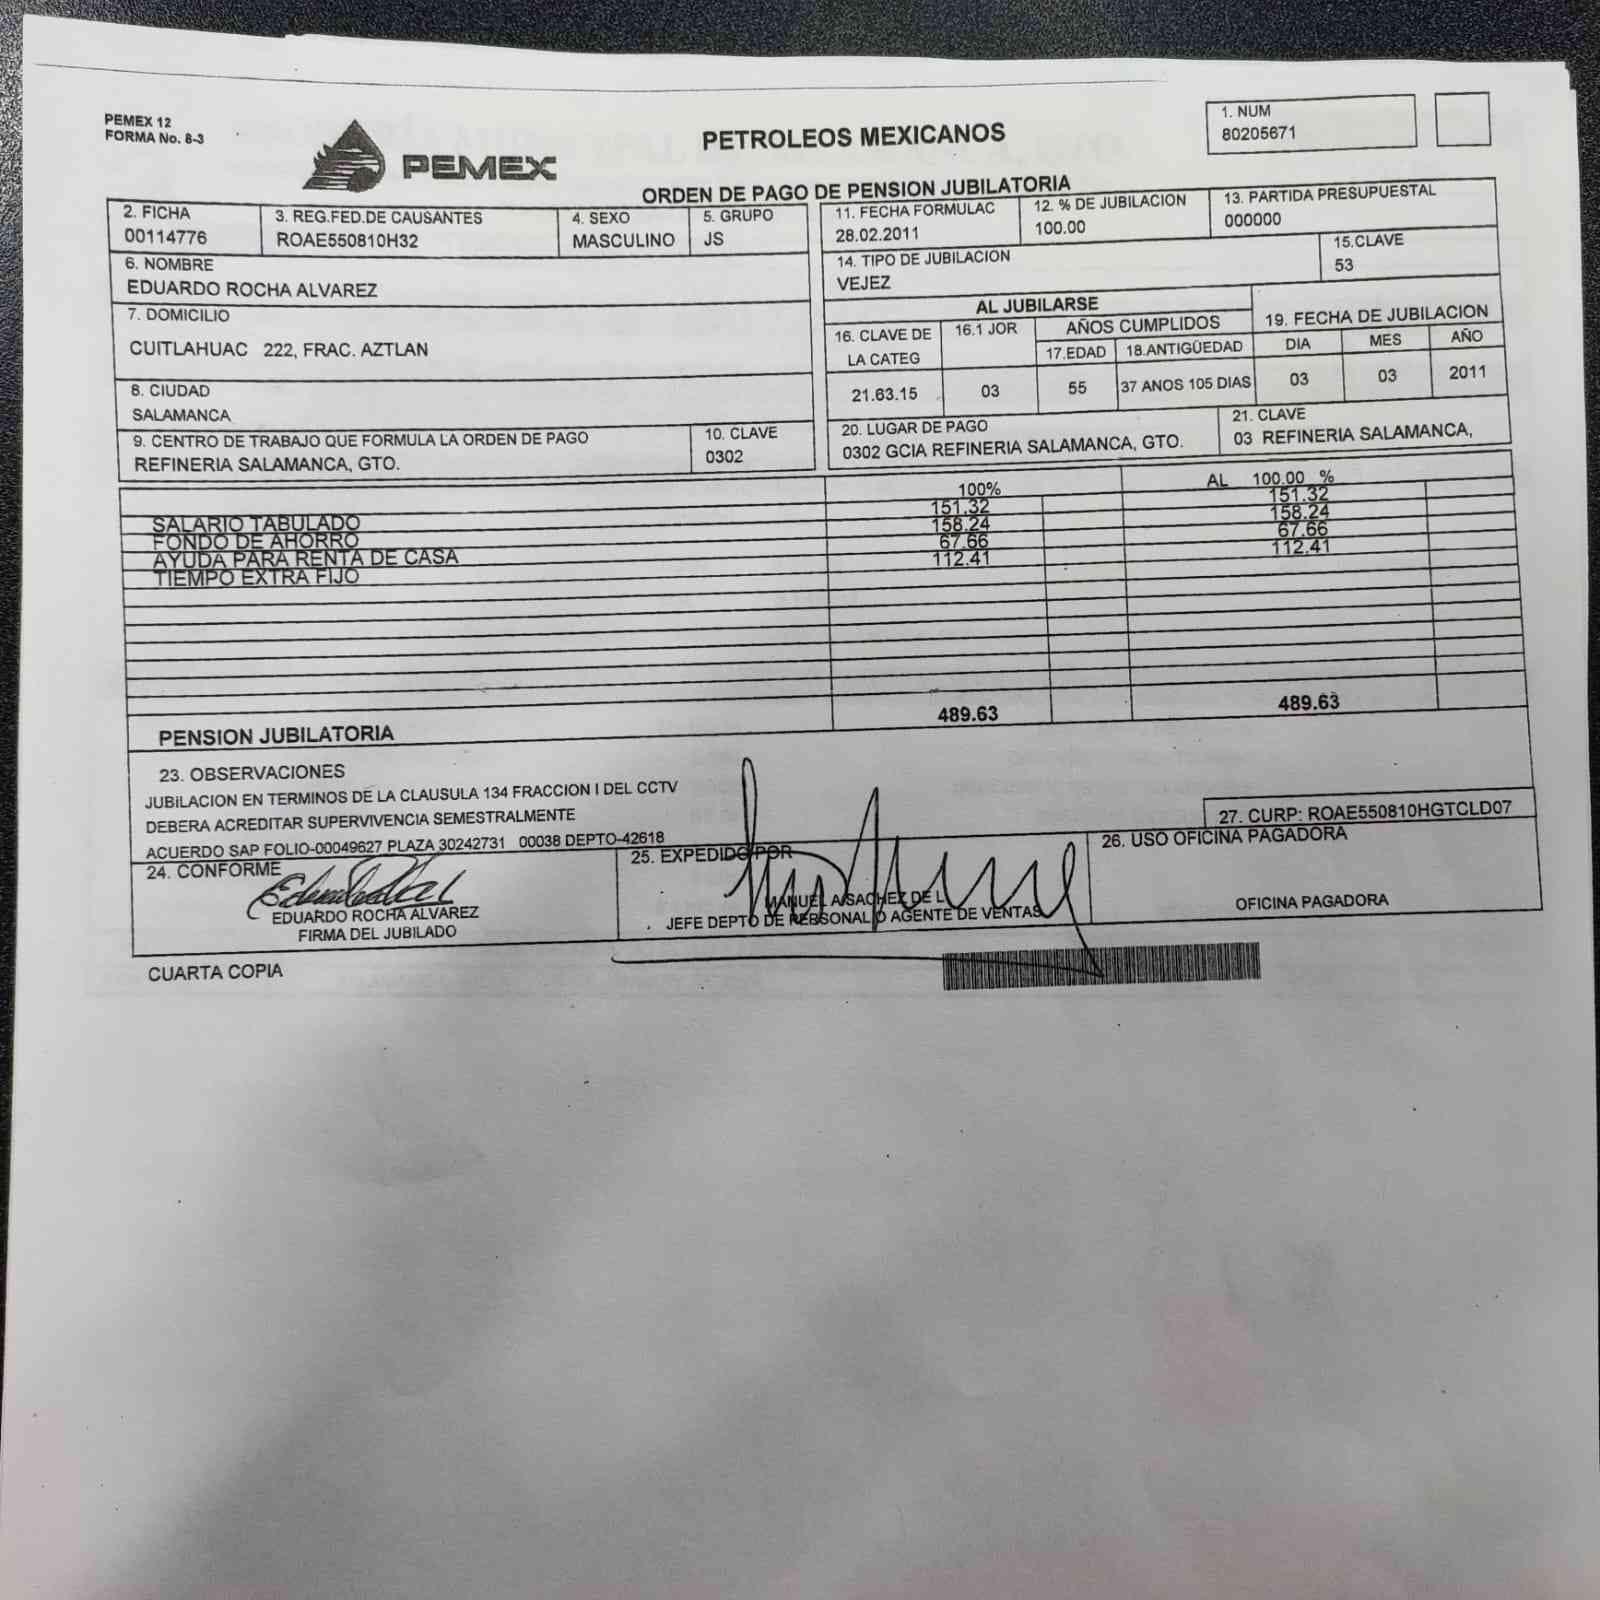 PEMEX 12
FORMA No. 8-3
PEMEX
PETROLEOS MEXICANOS
ORDEN DE PAGO DE PENSION JUBILATORIA
1. NUM
80205671
2. FICHA
00114776
3. REG.FED.DE CAUSANTES
ROAE550810H32
4. SEXO
MASCULINO
5. GRUPO
JS
11. FECHA FORMULAC
28.02.2011
12. % DE JUBILACION
100.00
13. PARTIDA PRESUPUESTAL
000000
6. NOMBRE
EDUARDO ROCHA ALVAREZ
14. TIPO DE JUBILACION
VEJEZ
15.CLAVE
53
7. DOMICILIO
CUITLAHUAC 222, FRAC. AZTLAN
AL JUBILARSE
16. CLAVE DE
LA CATEG
21.63.15
16.1 JOR
03
AÑOS CUMPLIDOS
17.EDAD
55
18.ANTIGÜEDAD
37 ANOS 105 DIAS
19. FECHA DE JUBILACION
DIA MES AÑO
03 03 2011
8. CIUDAD
SALAMANCA
9. CENTRO DE TRABAJO QUE FORMULA LA ORDEN DE PAGO
REFINERIA SALAMANCA, GTO.
10. CLAVE
0302
20. LUGAR DE PAGO
0302 GCIA REFINERIA SALAMANCA, GTO.
21. CLAVE
03 REFINERIA SALAMANCA,
100% AL 100.00 %
SALARIO TABULADO 151.32 151.32
FONDO DE AHORRO 158.24 158.24
AYUDA PARA RENTA DE CASA 67.66 67.66
TIEMPO EXTRA FIJO 112.41 112.41
PENSION JUBILATORIA 489.63 489.63
23. OBSERVACIONES
JUBILACION EN TERMINOS DE LA CLAUSULA 134 FRACCION I DEL CCTV
DEBERA ACREDITAR SUPERVIVENCIA SEMESTRALMENTE
ACUERDO SAP FOLIO-00049627 PLAZA 30242731 00038 DEPTO-42618
27. CURP: ROAE550810HGTCLD07
24. CONFORME
EDUARDO ROCHA ALVAREZ
FIRMA DEL JUBILADO
25. EXPEDIDO POR
MANUEL A SACHEZ DE L
JEFE DEPTO DE PERSONAL O AGENTE DE VENTAS
26. USO OFICINA PAGADORA
OFICINA PAGADORA
CUARTA COPIA